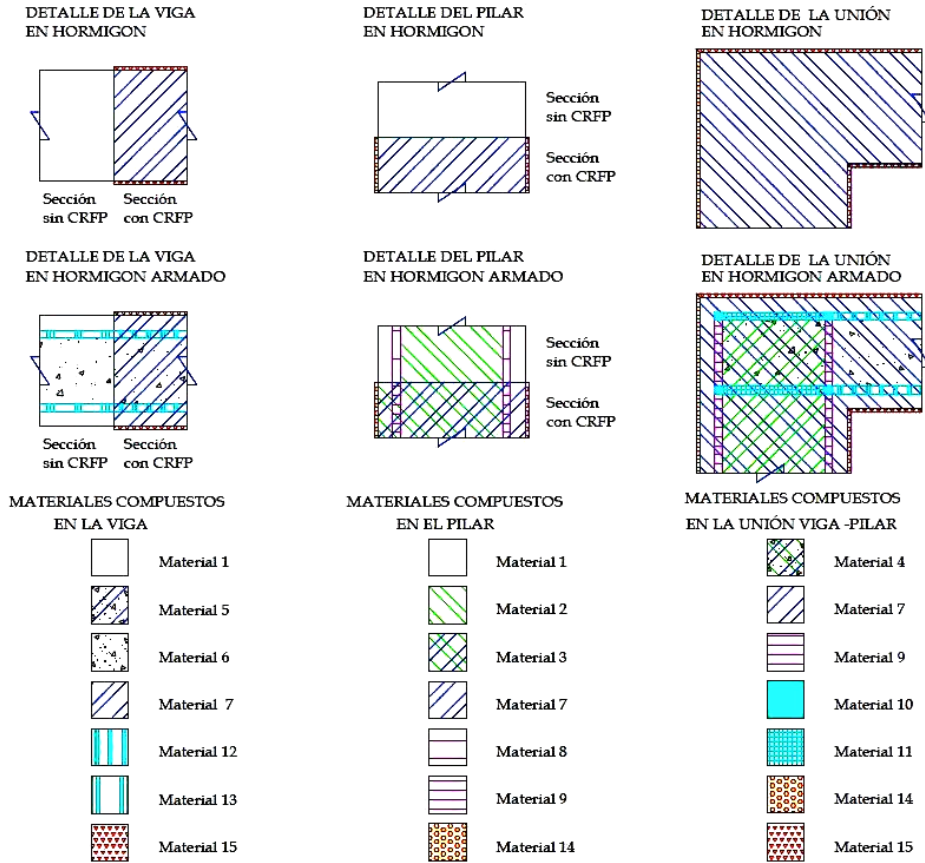 DETALLE DE LA VIGA
EN HORMIGON
Sección
sin CRFP
Sección
con CRFP
DETALLE DEL PILAR
EN HORMIGON
Sección
sin CRFP
Sección
con CRFP
DETALLE DE LA UNIÓN
EN HORMIGON
DETALLE DE LA VIGA
EN HORMIGON ARMADO
Sección
sin CRFP
Sección
con CRFP
DETALLE DEL PILAR
EN HORMIGON ARMADO
Sección
sin CRFP
Sección
con CRFP
DETALLE DE LA UNIÓN
EN HORMIGON ARMADO
MATERIALES COMPUESTOS
EN LA VIGA
Material 1
Material 5
Material 6
Material 7
Material 12
Material 13
Material 15
MATERIALES COMPUESTOS
EN EL PILAR
Material 1
Material 2
Material 3
Material 7
Material 8
Material 9
Material 14
MATERIALES COMPUESTOS
EN LA UNIÓN VIGA -PILAR
Material 4
Material 7
Material 9
Material 10
Material 11
Material 14
Material 15